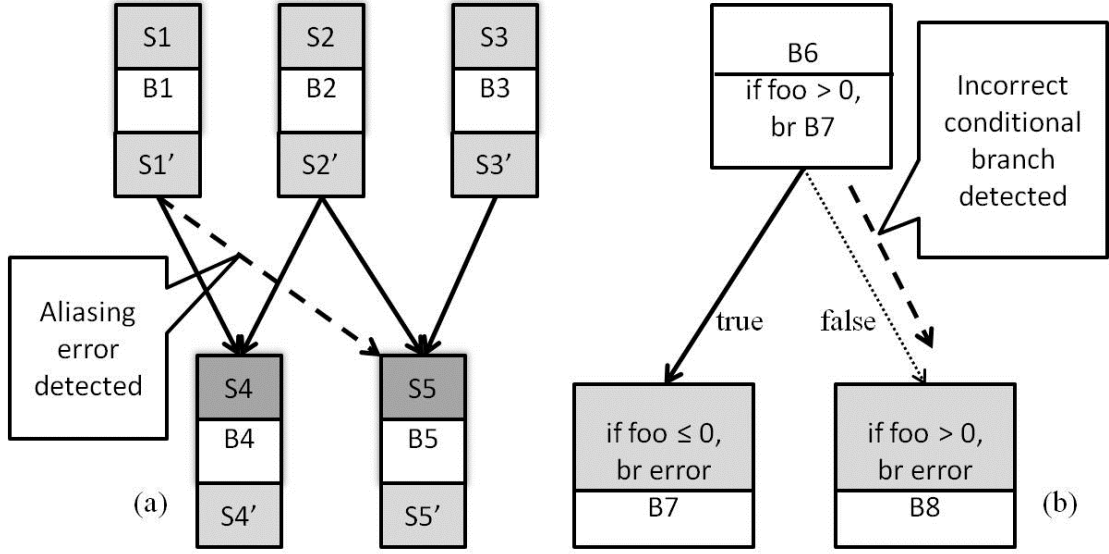 S1
B1
S1’
S2
B2
S2’
S3
B3
S3’
Aliasing
error
detected
S4
B4
S4’
S5
B5
S5’
(a)
B6
if foo > 0,
br B7
Incorrect
conditional
branch
detected
true
false
if foo ≤ 0,
br error
B7
if foo > 0,
br error
B8
(b)